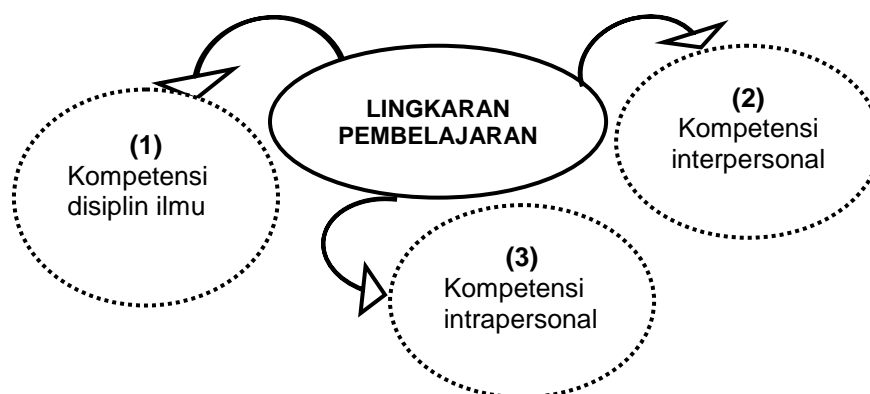 LINGKARAN
PEMBELAJARAN
(1)
Kompetensi
disiplin ilmu
(2)
Kompetensi
interpersonal
(3)
Kompetensi
intrapersonal